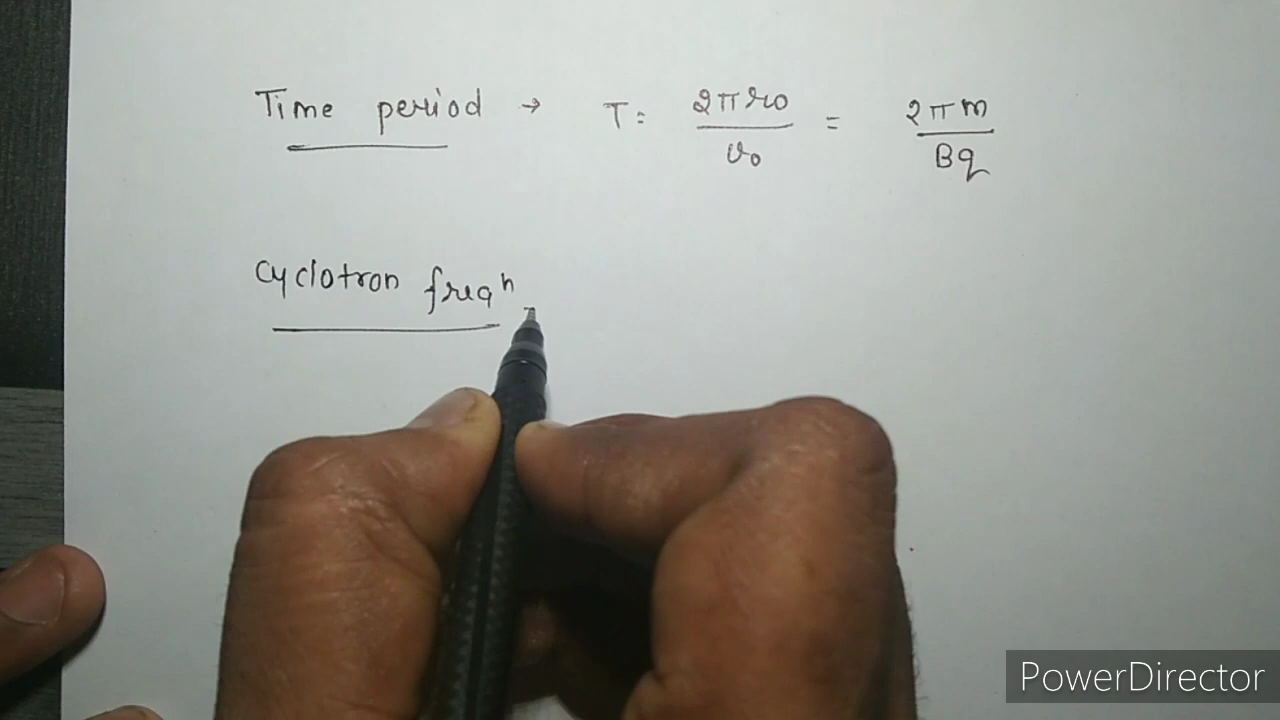 Time period → T = 2πr0 / v0 = 2πm / Bq
Cyclotron freqn
PowerDirector